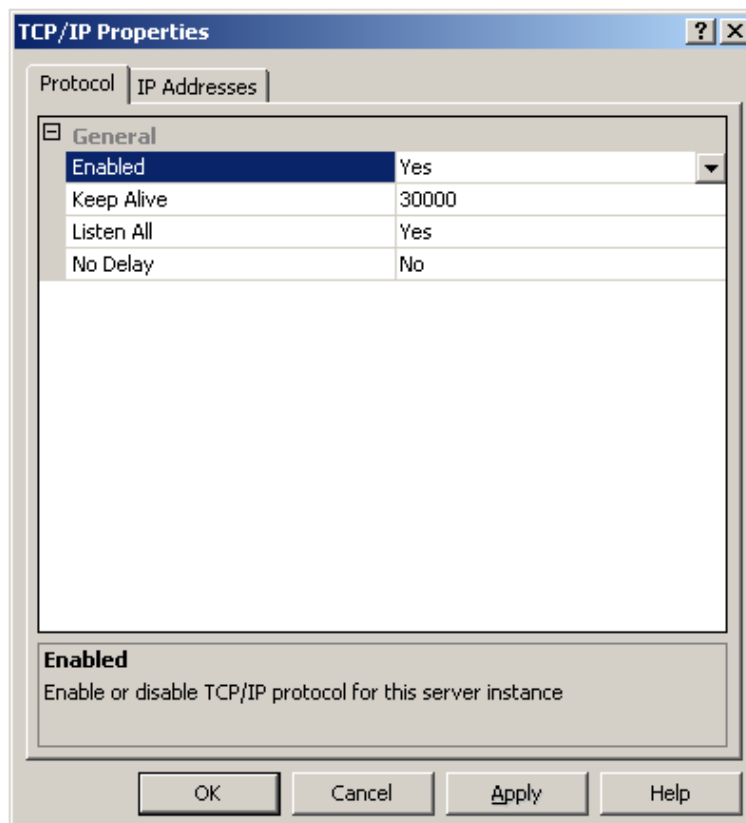 TCP/IP Properties
Protocol IP Addresses
General
Enabled Yes
Keep Alive 30000
Listen All Yes
No Delay No
Enabled
Enable or disable TCP/IP protocol for this server instance
OK Cancel Apply Help